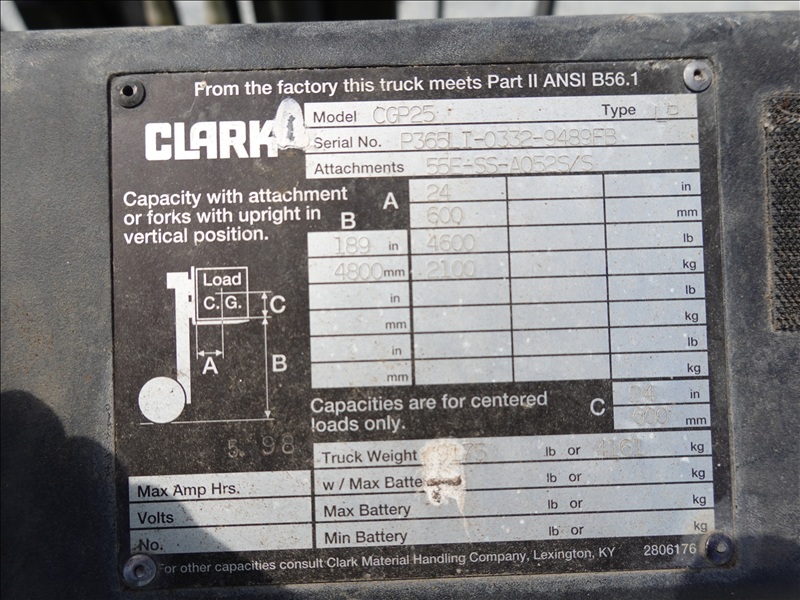 From the factory this truck meets Part II ANSI B56.1
CLARK
Model CGP25 Type LP
Serial No. P365LI-0332-9489FB
Attachments 55F-SS-A052S/S
Capacity with attachment
or forks with upright in
vertical position.
A 24 in
600 mm
B
189 in 4600 lb
4800 mm 2100 kg
in lb
mm kg
in lb
mm kg
Load
C. G.
C
A
B
Capacities are for centered
loads only.
C in
mm
5. 98
Truck Weight lb or kg
w / Max Batte lb or kg
Max Battery lb or kg
Min Battery lb or kg
Max Amp Hrs.
Volts
No.
For other capacities consult Clark Material Handling Company, Lexington, KY 2806176